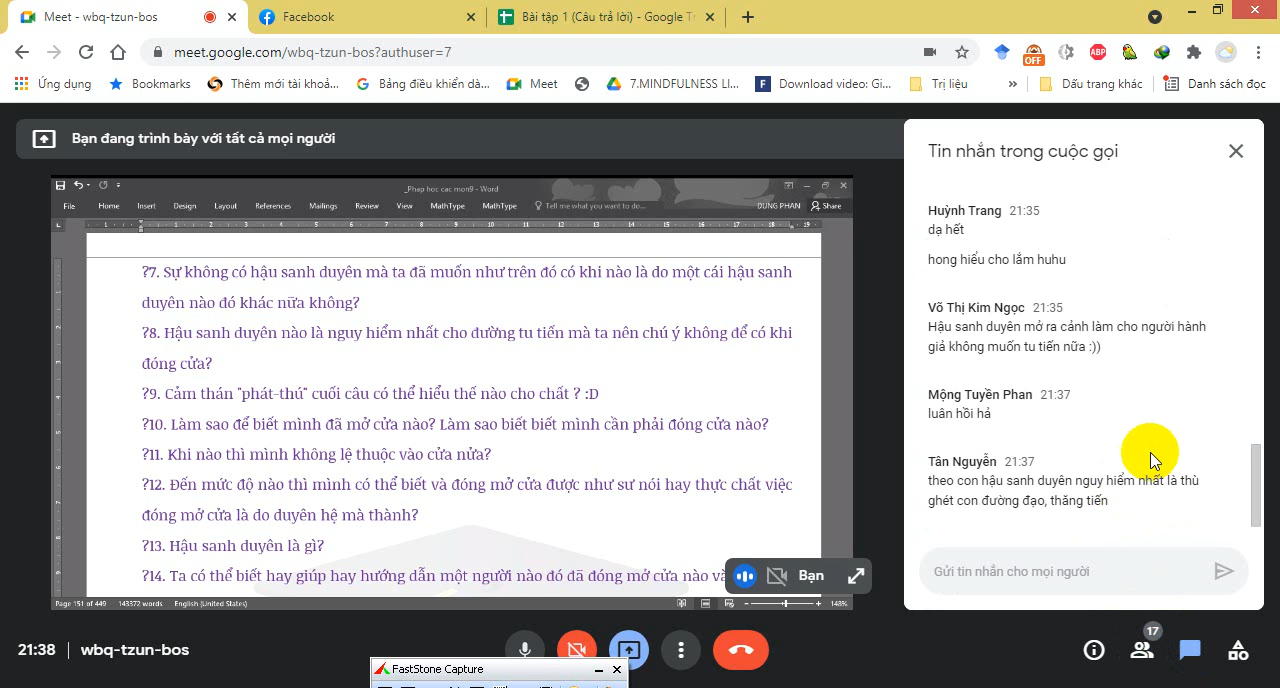 Meet - wbq-tzun-bos
Facebook
Bài tập 1 (Câu trả lời) - Google Tr
meet.google.com/wbq-tzun-bos?authuser=7
OFF
ABP
Ứng dụng
Bookmarks
Thêm mới tài khoả...
Bảng điều khiển đà...
Meet
7.MINDFULNESS LI...
F
Download video: Gi...
Trị liệu
»
Dấu trang khác
Danh sách đọc
Bạn đang trình bày với tất cả mọi người
_Phap hoc cac mon9 - Word
File Home Insert Design Layout References Mailings Review View MathType MathType Tell me what you want to do... DUNG PHAN Share
?7. Sự không có hậu sanh duyên mà ta đã muốn như trên đó có khi nào là do một cái hậu sanh
duyên nào đó khác nữa không?
?8. Hậu sanh duyên nào là nguy hiểm nhất cho đường tu tiến mà ta nên chú ý không để có khi
đóng cửa?
?9. Cảm thán "phát-thú" cuối câu có thể hiểu thế nào cho chất ? :D
?10. Làm sao để biết mình đã mở cửa nào? Làm sao biết biết mình cần phải đóng cửa nào?
?11. Khi nào thì mình không lệ thuộc vào cửa nửa?
?12. Đến mức độ nào thì mình có thể biết và đóng mở cửa được như sư nói hay thực chất việc
đóng mở cửa là do duyên hệ mà thành?
?13. Hậu sanh duyên là gì?
?14. Ta có thể biết hay giúp hay hướng dẫn một người nào đó đã đóng mở cửa nào và
Bạn
Page 151 of 449 143372 words English (United States)
148%
Tin nhắn trong cuộc gọi
Huỳnh Trang 21:35
dạ hết
hong hiểu cho lắm huhu
Võ Thị Kim Ngọc 21:35
Hậu sanh duyên mở ra cảnh làm cho người hành
giả không muốn tu tiến nữa :))
Mộng Tuyền Phan 21:37
luân hồi hả
Tân Nguyễn 21:37
theo con hậu sanh duyên nguy hiểm nhất là thù
ghét con đường đạo, thăng tiến
Gửi tin nhắn cho mọi người
21:38 | wbq-tzun-bos
17
FastStone Capture